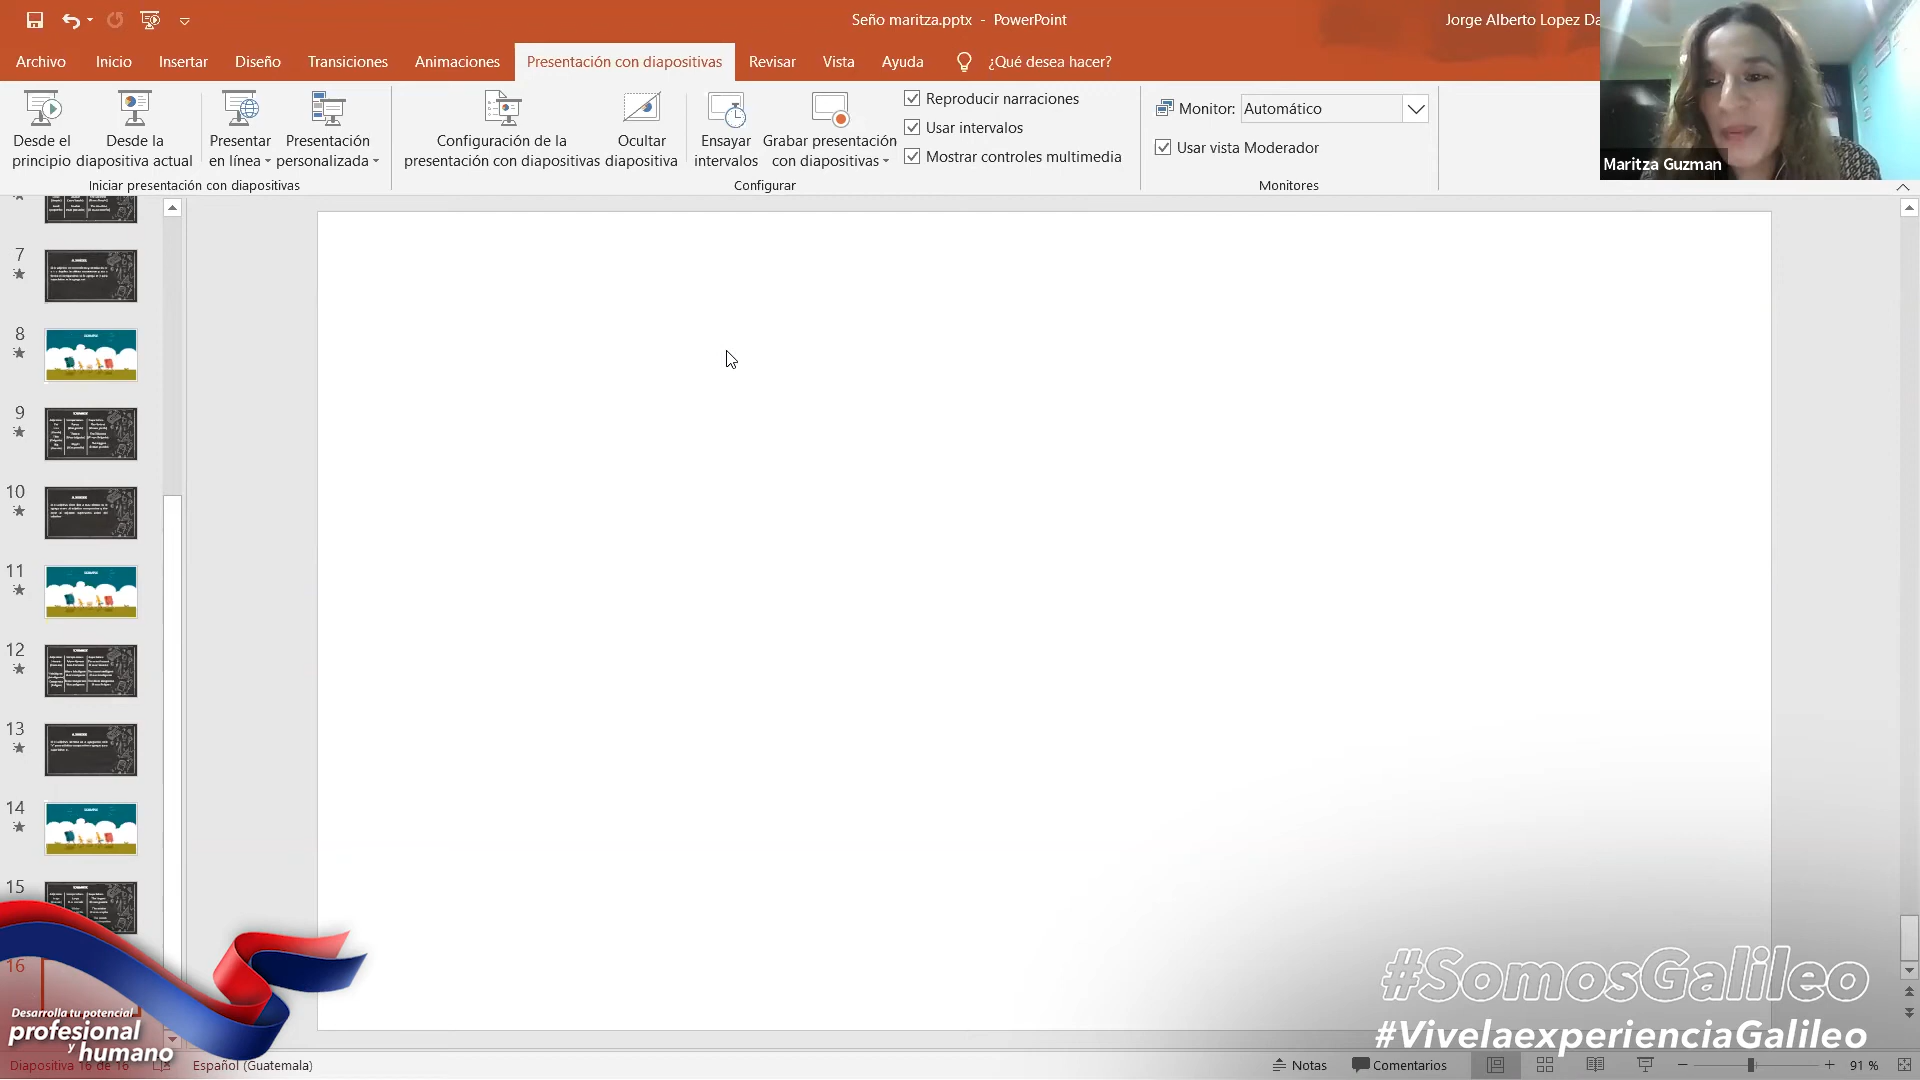 Seño maritza.pptx - PowerPoint
Jorge Alberto Lopez Da
Archivo Inicio Insertar Diseño Transiciones Animaciones Presentación con diapositivas Revisar Vista Ayuda ¿Qué desea hacer?
Desde el principio
Desde la diapositiva actual
Presentar en línea
Presentación personalizada
Configuración de la presentación con diapositivas
Ocultar diapositiva
Ensayar intervalos
Grabar presentación con diapositivas
Reproducir narraciones
Usar intervalos
Mostrar controles multimedia
Monitor: Automático
Usar vista Moderador
Iniciar presentación con diapositivas
Configurar
Monitores
Maritza Guzman
7
8
9
10
11
12
13
14
15
16
Desarrolla tu potencial
profesional
y humano
#SomosGalileo
#VivelaexperienciaGalileo
Diapositiva 16 de 16
Español (Guatemala)
Notas
Comentarios
91 %